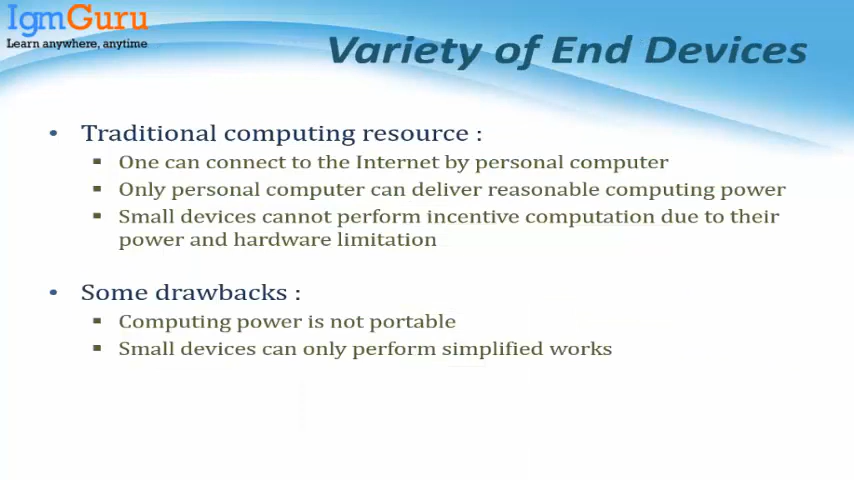 IgmGuru
Learn anywhere, anytime
Variety of End Devices
• Traditional computing resource :
▪ One can connect to the Internet by personal computer
▪ Only personal computer can deliver reasonable computing power
▪ Small devices cannot perform incentive computation due to their
power and hardware limitation
• Some drawbacks :
▪ Computing power is not portable
▪ Small devices can only perform simplified works